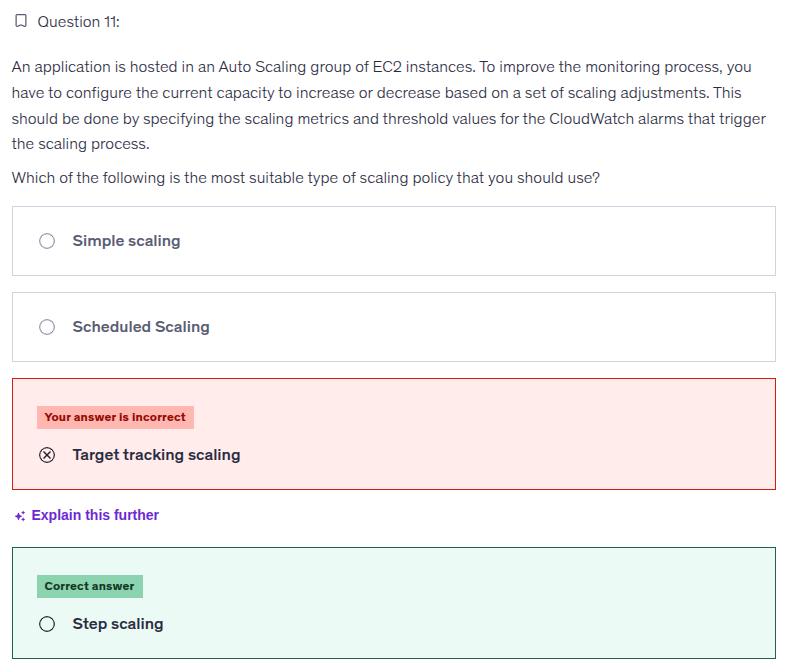 Question 11:
An application is hosted in an Auto Scaling group of EC2 instances. To improve the monitoring process, you
have to configure the current capacity to increase or decrease based on a set of scaling adjustments. This
should be done by specifying the scaling metrics and threshold values for the CloudWatch alarms that trigger
the scaling process.
Which of the following is the most suitable type of scaling policy that you should use?
Simple scaling
Scheduled Scaling
Your answer is incorrect
Target tracking scaling
Explain this further
Correct answer
Step scaling